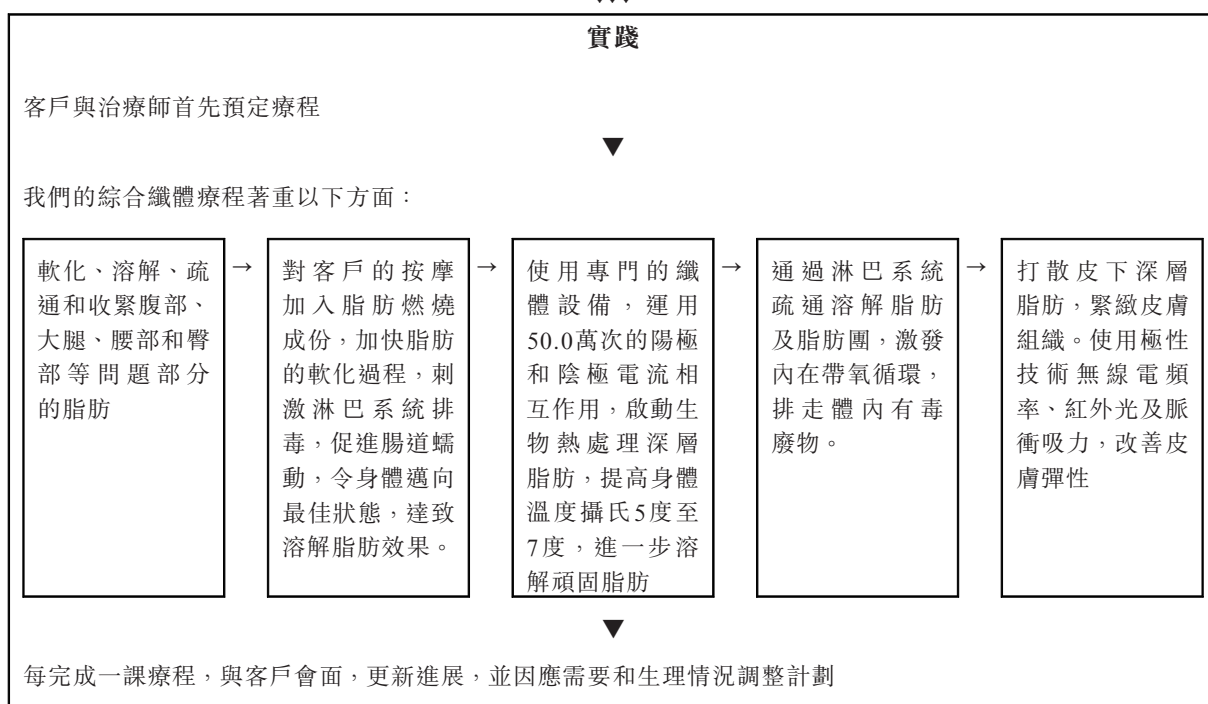 實踐
客戶與治療師首先預定療程
▼
我們的綜合纖體療程著重以下方面：
軟化、溶解、疏
通和收緊腹部、
大腿、腰部和臀
部等問題部分
的脂肪
→
對客戶的按摩
加入脂肪燃燒
成份，加快脂肪
的軟化過程，刺
激淋巴系統排
毒，促進腸道蠕
動，令身體邁向
最佳狀態，達致
溶解脂肪效果。
→
使用專門的纖
體設備，運用
50.0萬次的陽極
和陰極電流相
互作用，啟動生
物熱處理深層
脂肪，提高身體
溫度攝氏5度至
7度，進一步溶
解頑固脂肪
→
通過淋巴系統
疏通溶解脂肪
及脂肪團，激發
內在帶氧循環，
排走體內有毒
廢物。
→
打散皮下深層
脂肪，緊緻皮膚
組織。使用極性
技術無線電頻
率、紅外光及脈
衝吸力，改善皮
膚彈性
▼
每完成一課療程，與客戶會面，更新進展，並因應需要和生理情況調整計劃